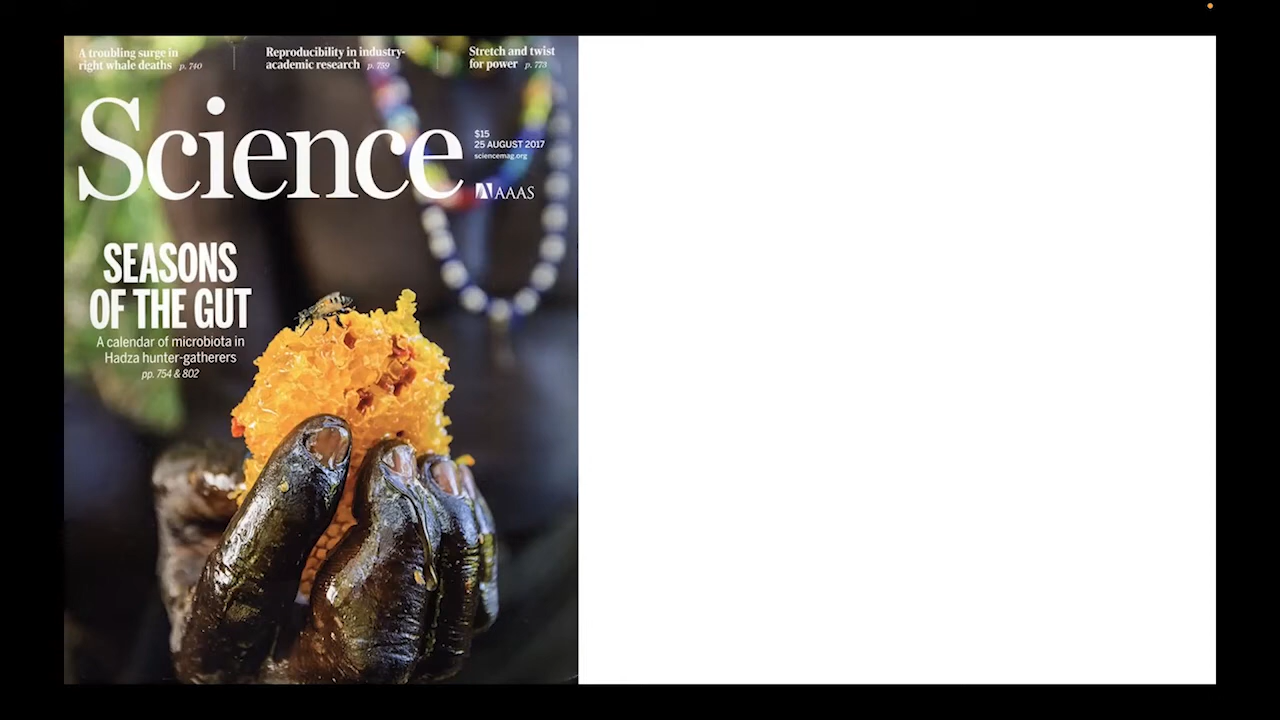 A troubling surge in
right whale deaths p. 740
Reproducibility in industry-
academic research p. 759
Stretch and twist
for power p. 773
Science
$15
25 AUGUST 2017
sciencemag.org
AAAS
SEASONS
OF THE GUT
A calendar of microbiota in
Hadza hunter-gatherers
pp. 754 & 802